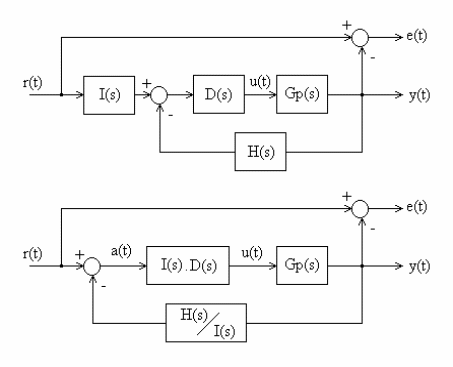 + e(t)
-
r(t) I(s) + D(s) u(t) Gp(s) y(t)
-
H(s)
+ e(t)
-
r(t) + a(t) I(s).D(s) u(t) Gp(s) y(t)
-
H(s)/I(s)